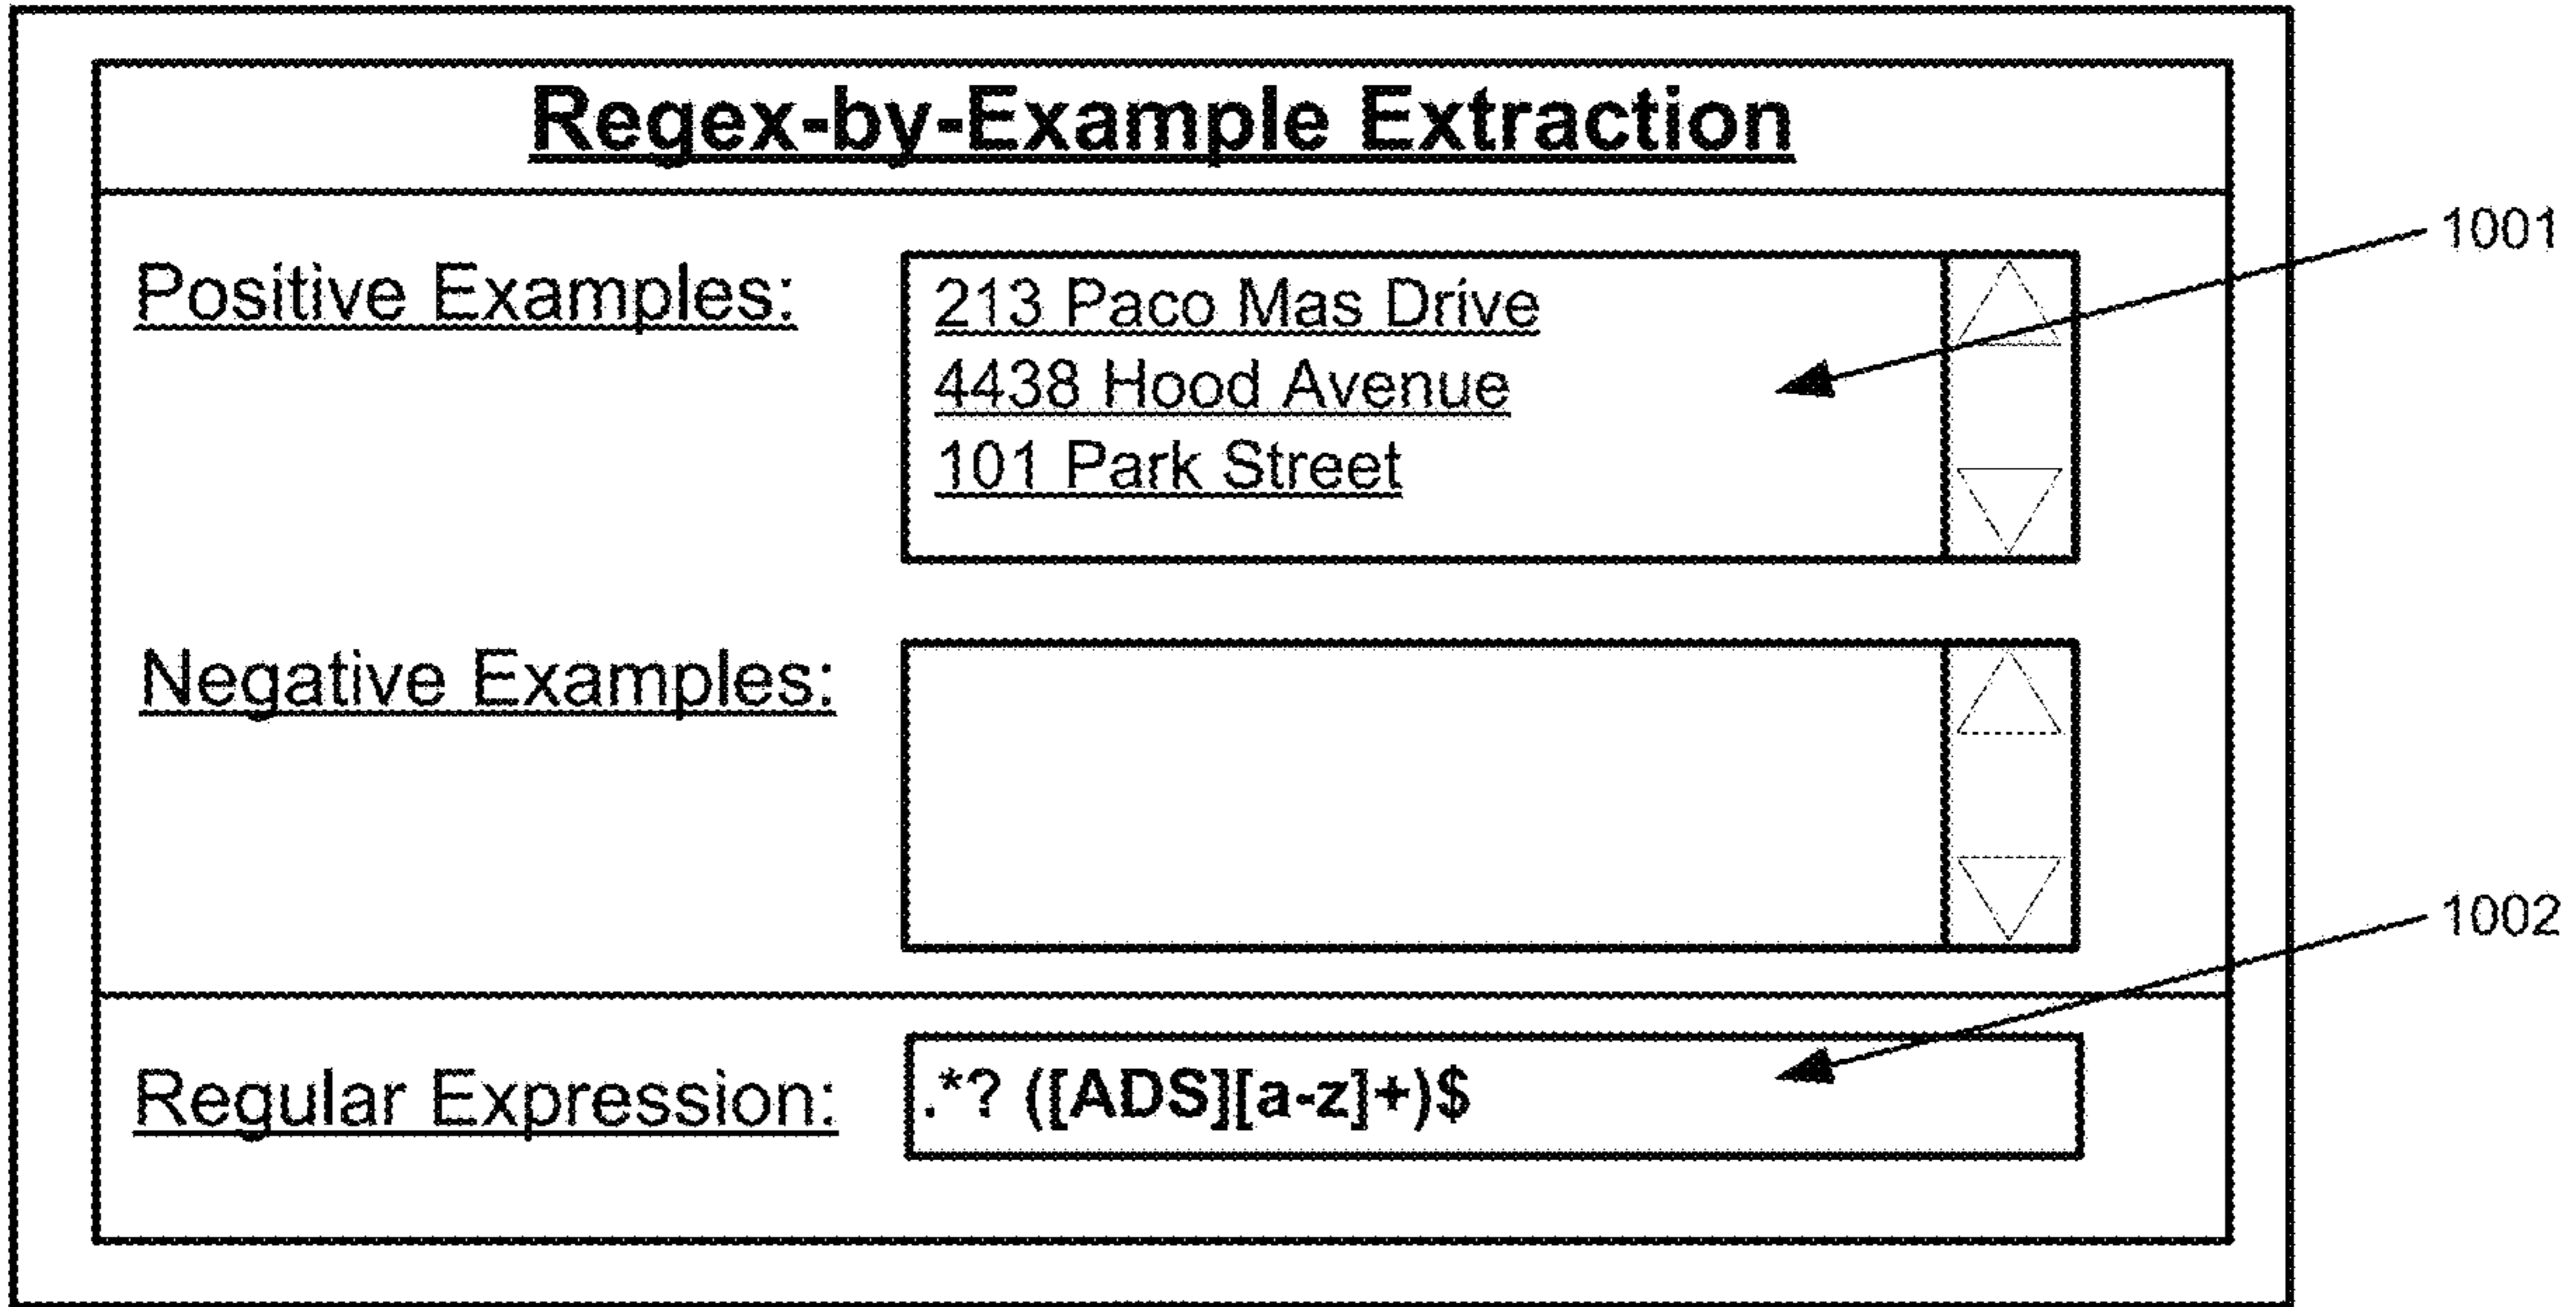 Regex-by-Example Extraction
1001
Positive Examples:
213 Paco Mas Drive
4438 Hood Avenue
101 Park Street
Negative Examples:
1002
Regular Expression:
.*? ([ADS][a-z]+)$